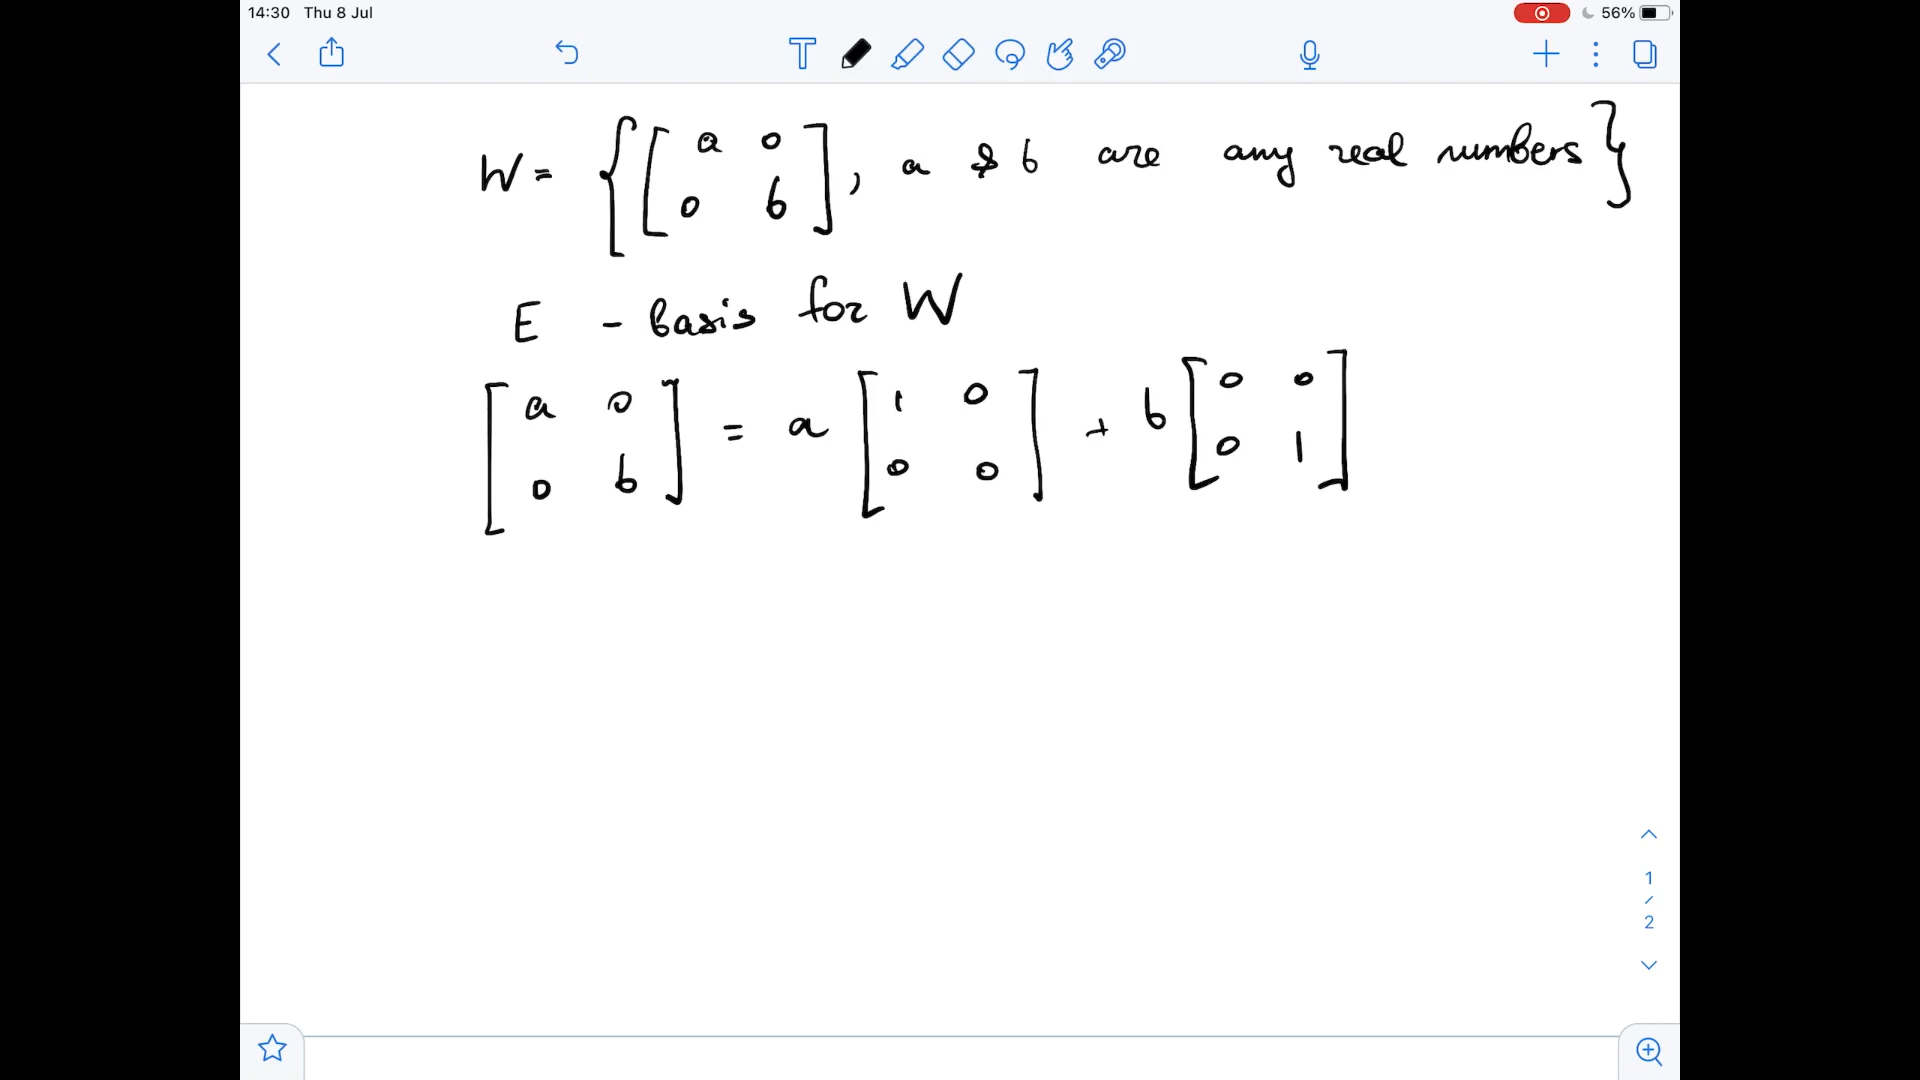 14:30 Thu 8 Jul 56%
W = { [ a 0
0 b ] , a & b are any real numbers }
E - basis for W
[ a 0
0 b ] = a [ 1 0
0 0 ] + b [ 0 0
0 1 ]
1
/
2